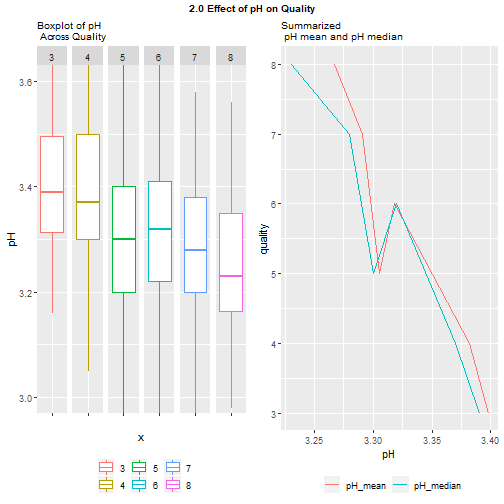 2.0 Effect of pH on Quality
Boxplot of pH
Across Quality
3 4 5 6 7 8
3.6
3.4
3.2
3.0
pH
x
3 5 7
4 6 8
Summarized
pH mean and pH median
8
7
6
5
4
3
quality
3.25 3.30 3.35 3.40
pH
pH_mean pH_median